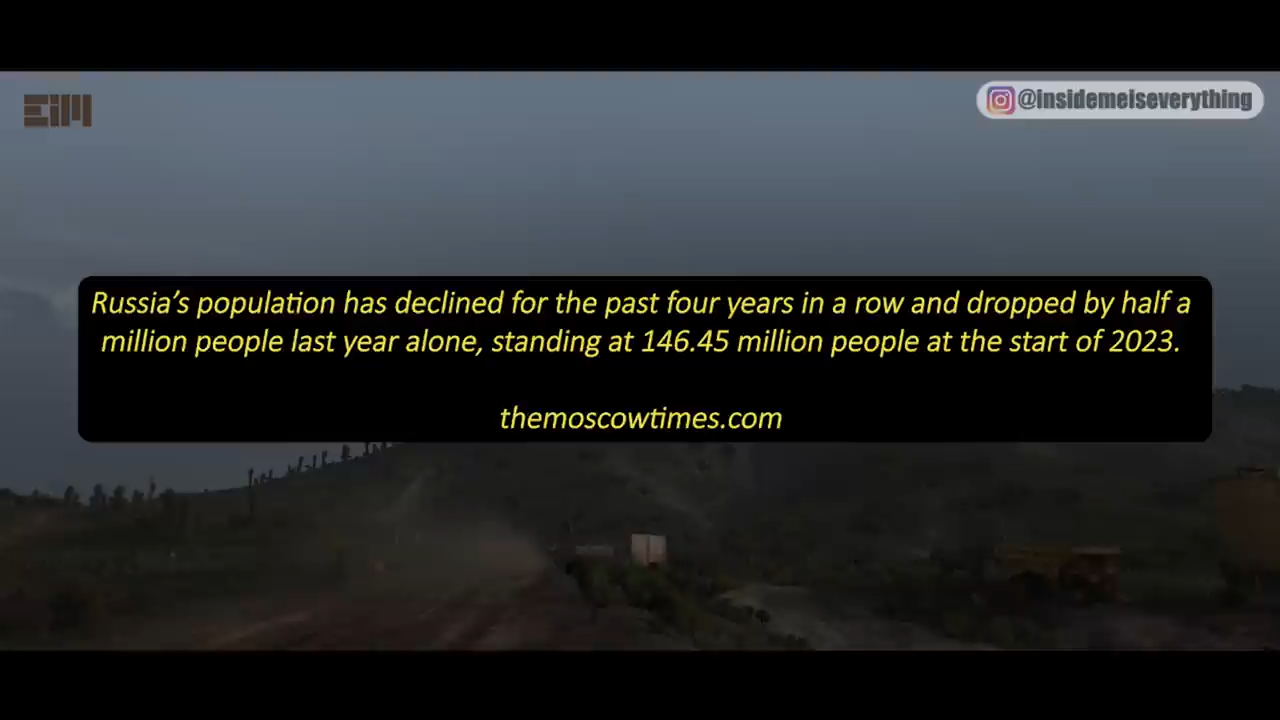 EiM
@insidemeiseverything
Russia's population has declined for the past four years in a row and dropped by half a
million people last year alone, standing at 146.45 million people at the start of 2023.
themoscowtimes.com